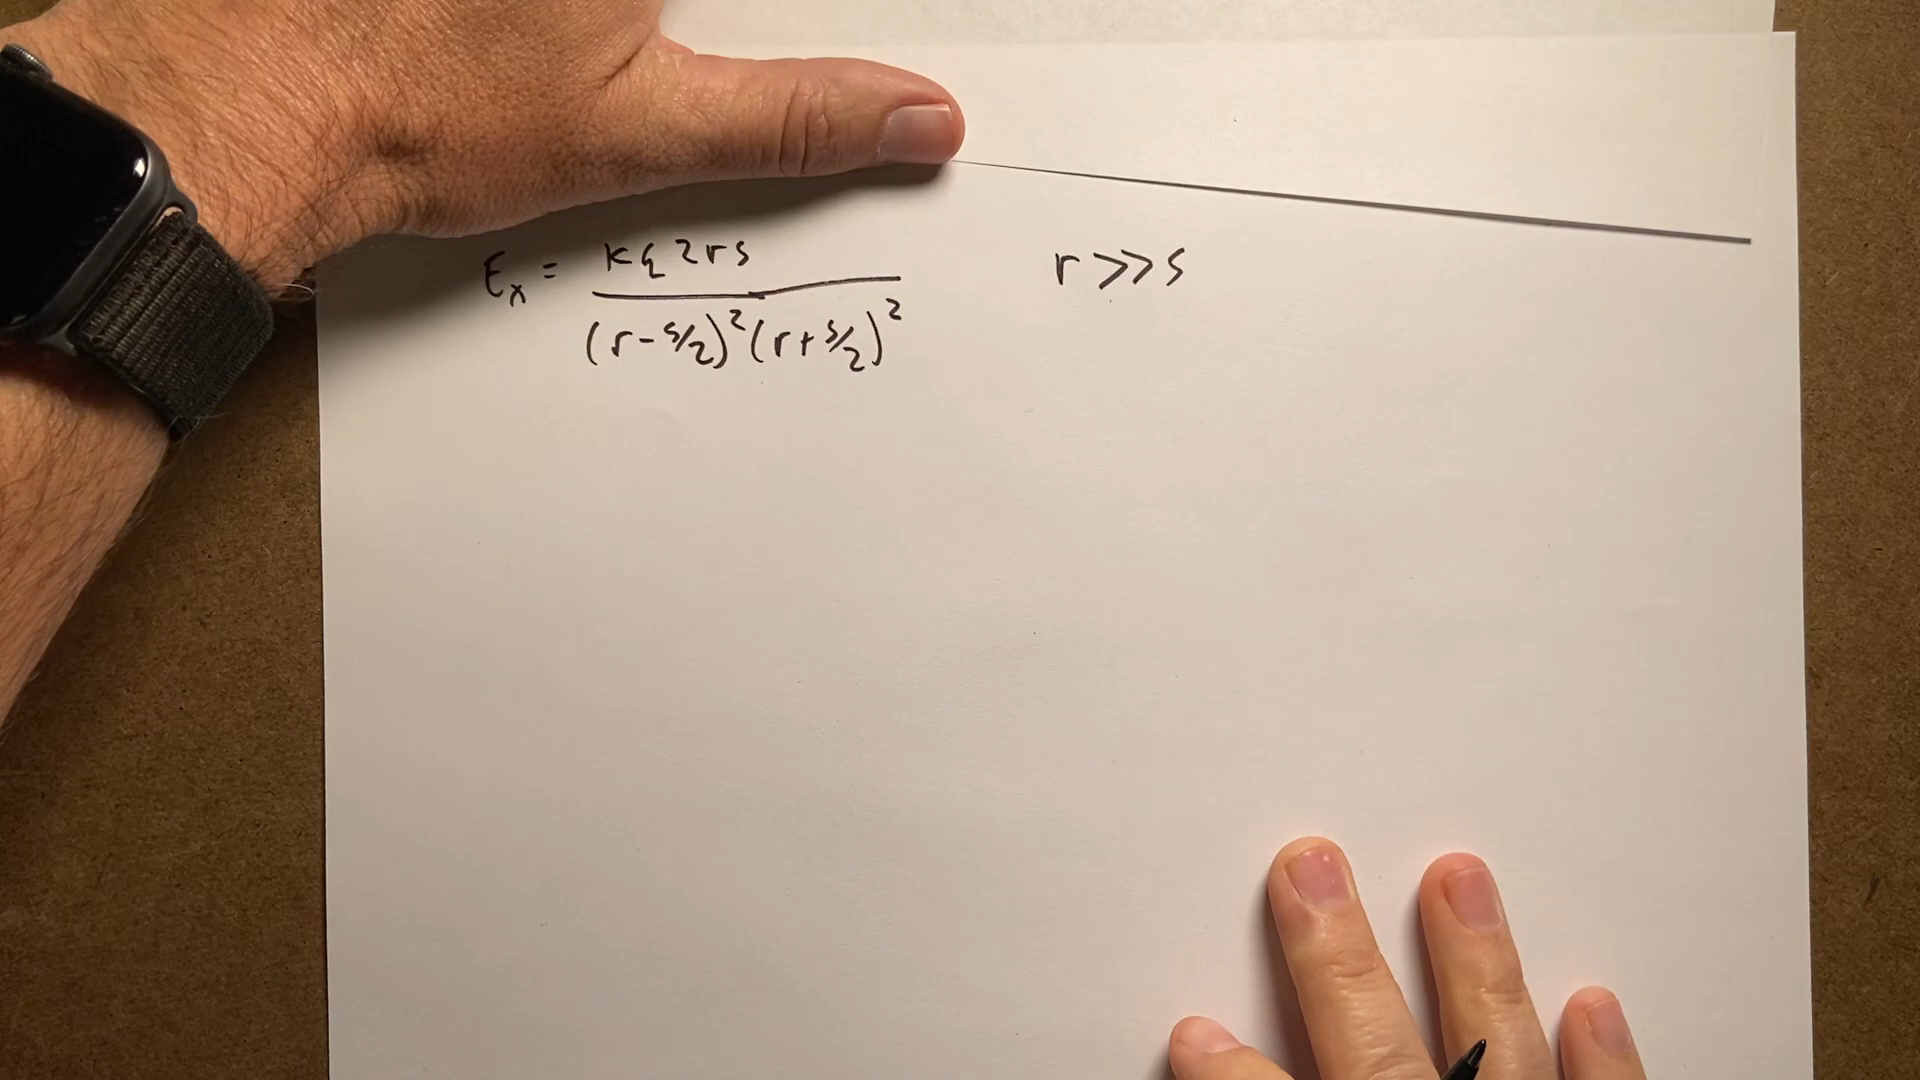 Ex = kq2rs / (r-s/2)²(r+s/2)²
r >> s